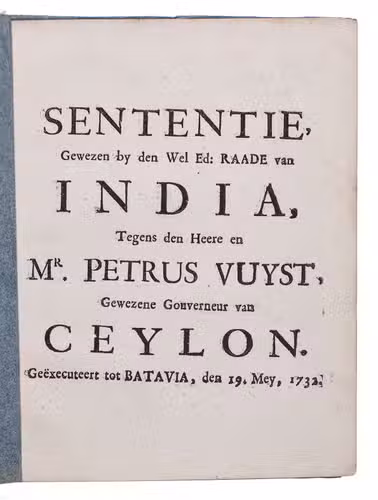 SENTENTIE,
Gewezen by den Wel Ed: RAADE van
INDIA,
Tegens den Heere en
MR. PETRUS VUYST,
Gewezene Gouverneur van
CEYLON.
Geëxecuteert tot BATAVIA, den 19. Mey, 1732.